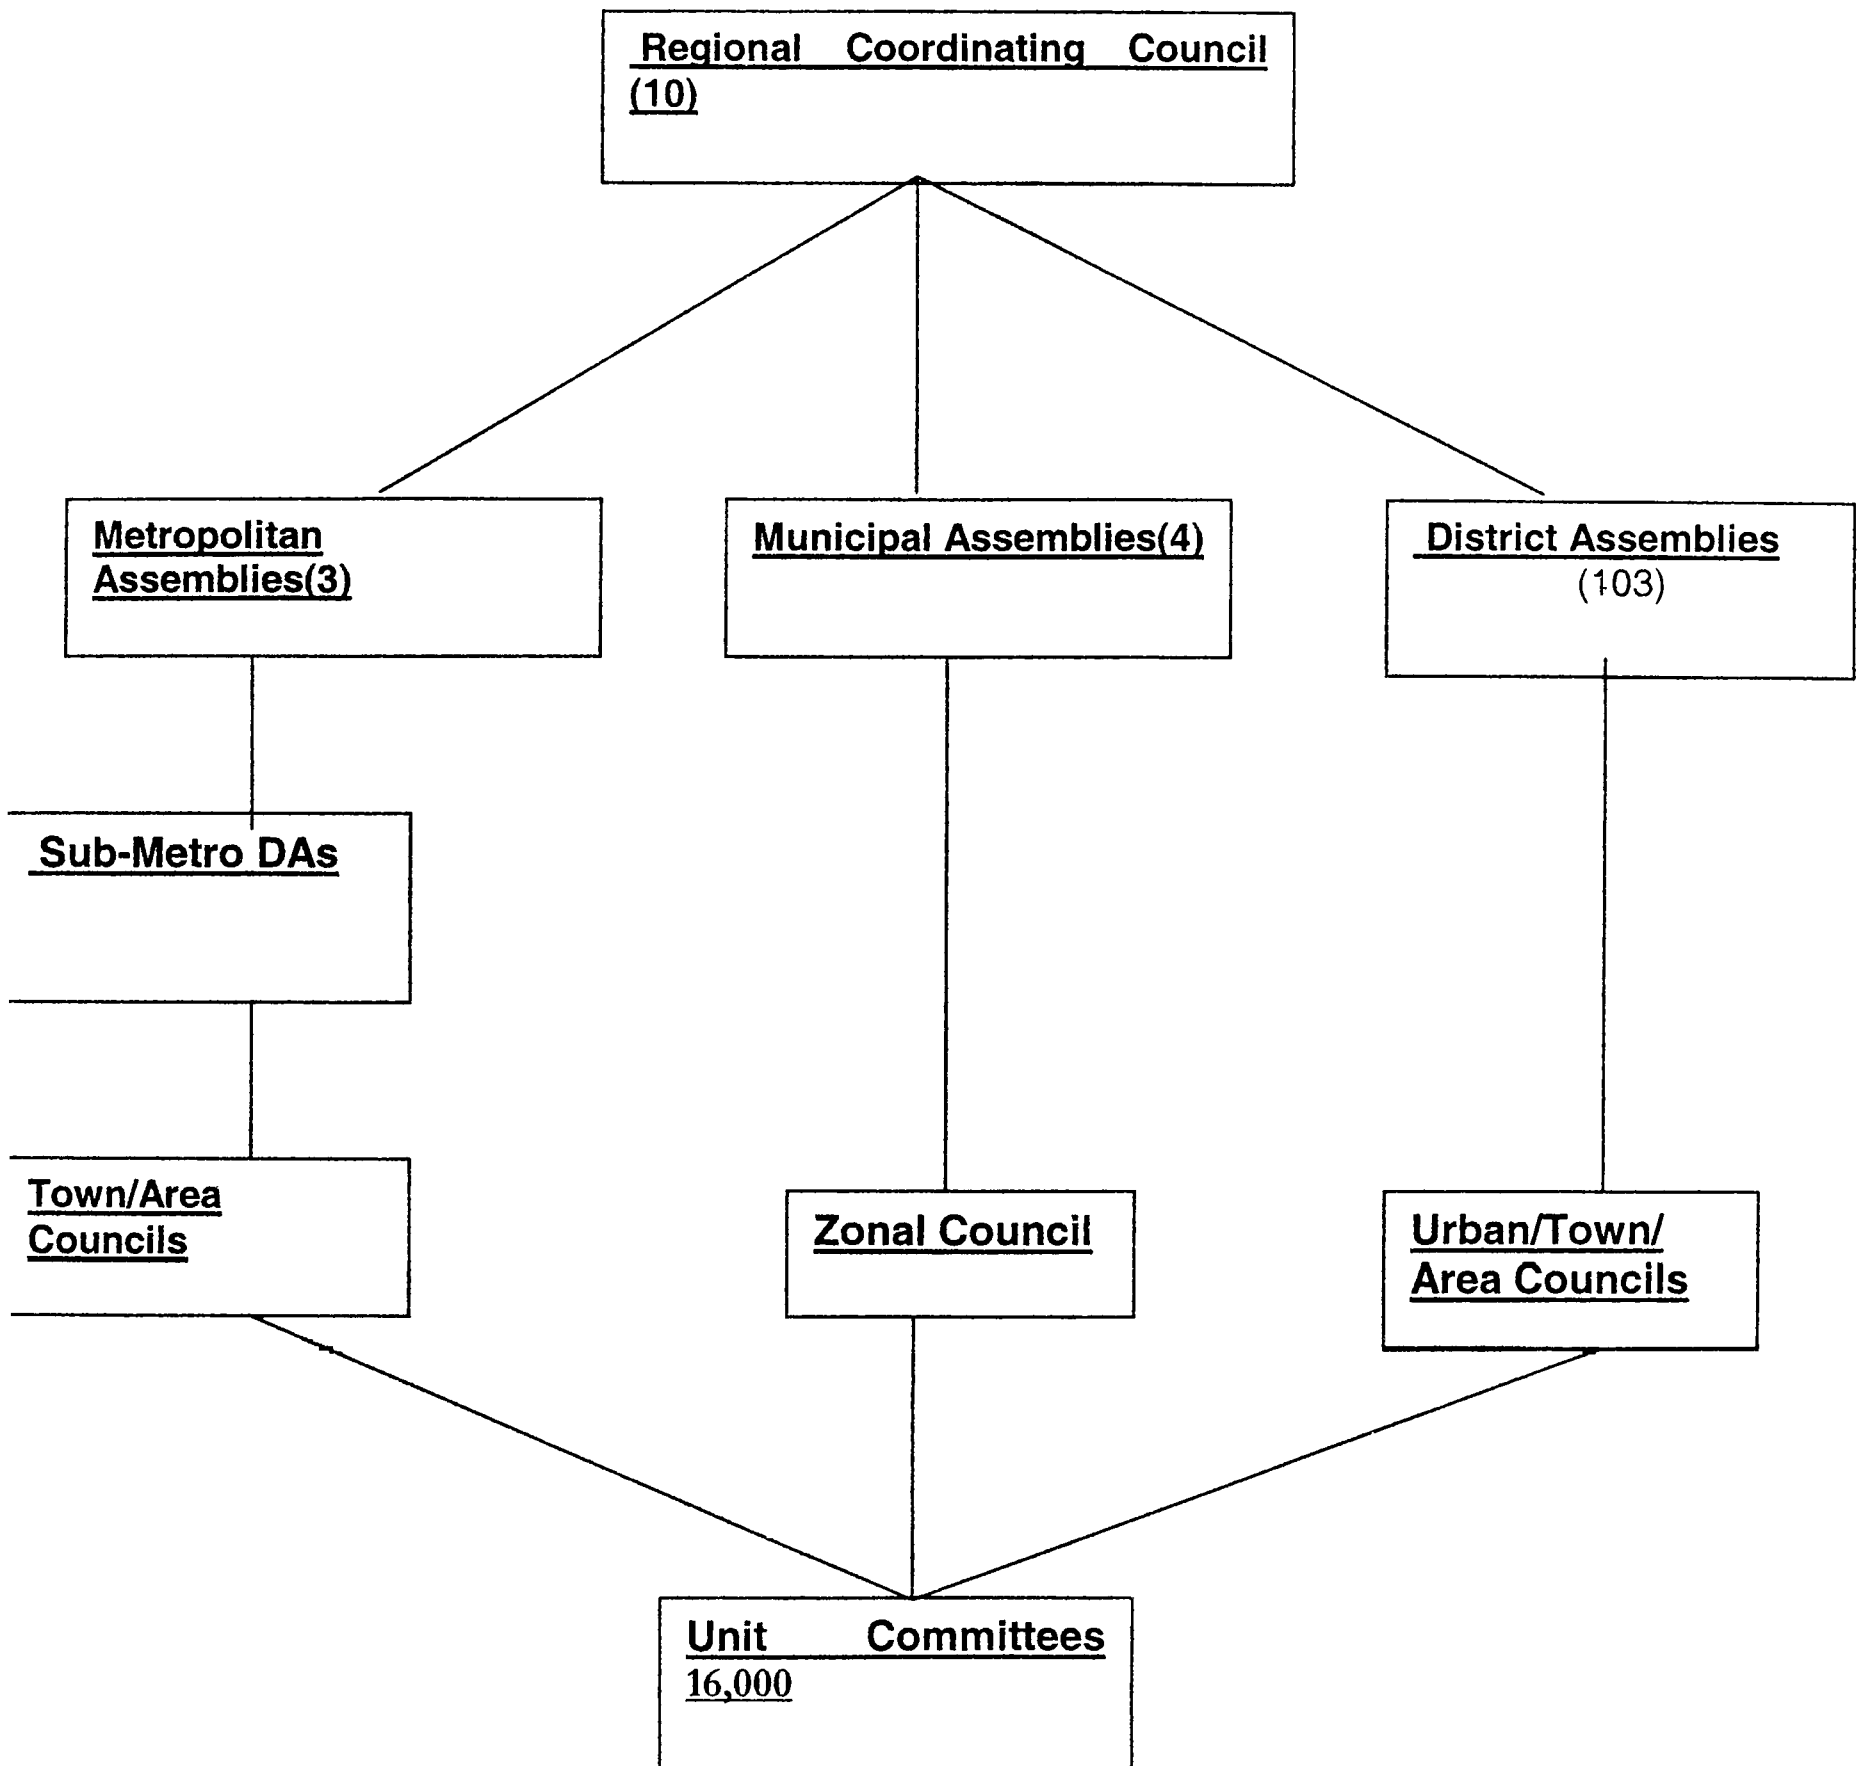 Regional Coordinating Council
(10)
Metropolitan
Assemblies(3)
Municipal Assemblies(4)
District Assemblies
(103)
Sub-Metro DAs
Town/Area
Councils
Zonal Council
Urban/Town/
Area Councils
Unit Committees
16,000